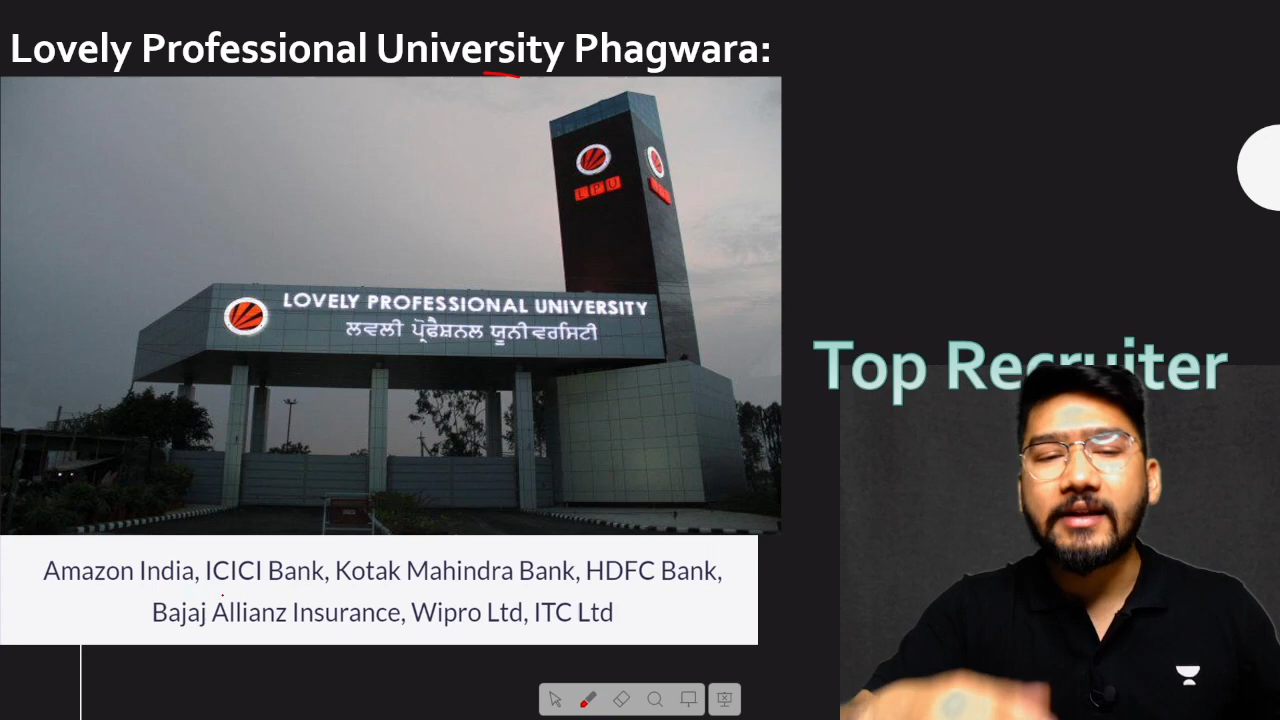 Lovely Professional University Phagwara:
LPU
LOVELY PROFESSIONAL UNIVERSITY
ਲਵਲੀ ਪ੍ਰੋਫੈਸ਼ਨਲ ਯੂਨੀਵਰਸਿਟੀ
Top Recruiter
Amazon India, ICICI Bank, Kotak Mahindra Bank, HDFC Bank,
Bajaj Allianz Insurance, Wipro Ltd, ITC Ltd